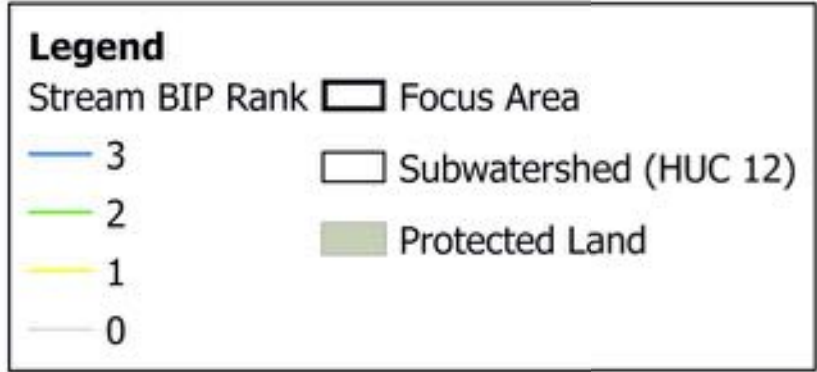 Legend
Stream BIP Rank
3
2
1
0
Focus Area
Subwatershed (HUC 12)
Protected Land